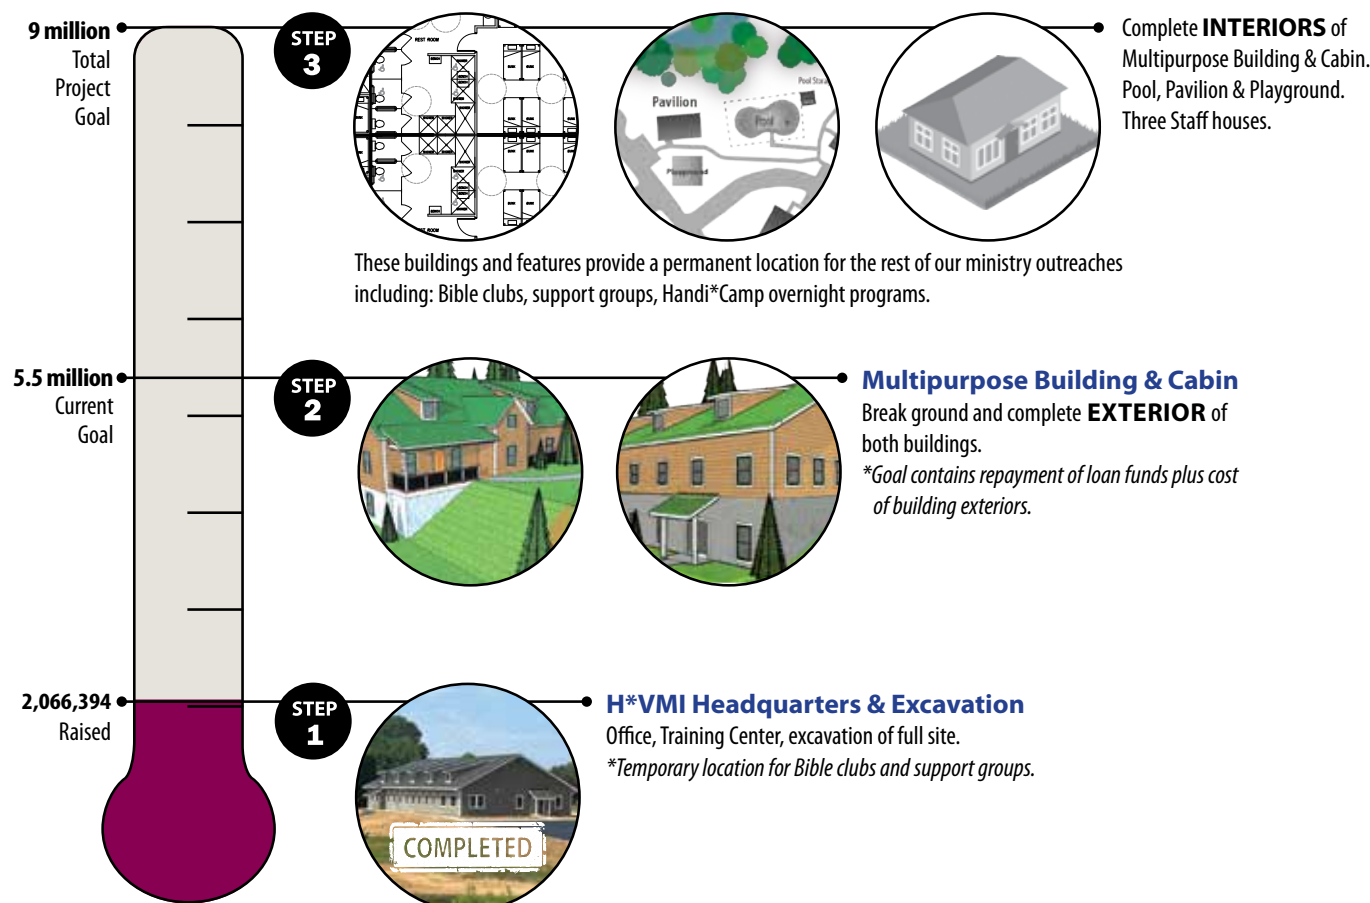 9 million
Total
Project
Goal
STEP
3
REST ROOM
REST ROOM
Pavilion
Pool
Playground
Complete INTERIORS of
Multipurpose Building & Cabin.
Pool, Pavilion & Playground.
Three Staff houses.
These buildings and features provide a permanent location for the rest of our ministry outreaches
including: Bible clubs, support groups, Handi*Camp overnight programs.
5.5 million
Current
Goal
STEP
2
Multipurpose Building & Cabin
Break ground and complete EXTERIOR of
both buildings.
*Goal contains repayment of loan funds plus cost
of building exteriors.
2,066,394
Raised
STEP
1
COMPLETED
H*VMI Headquarters & Excavation
Office, Training Center, excavation of full site.
*Temporary location for Bible clubs and support groups.